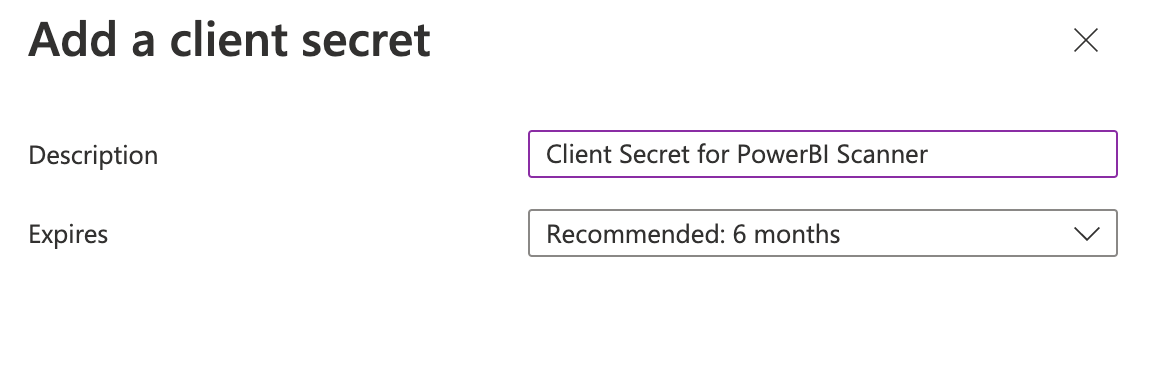 Add a client secret
Description
Client Secret for PowerBI Scanner
Expires
Recommended: 6 months